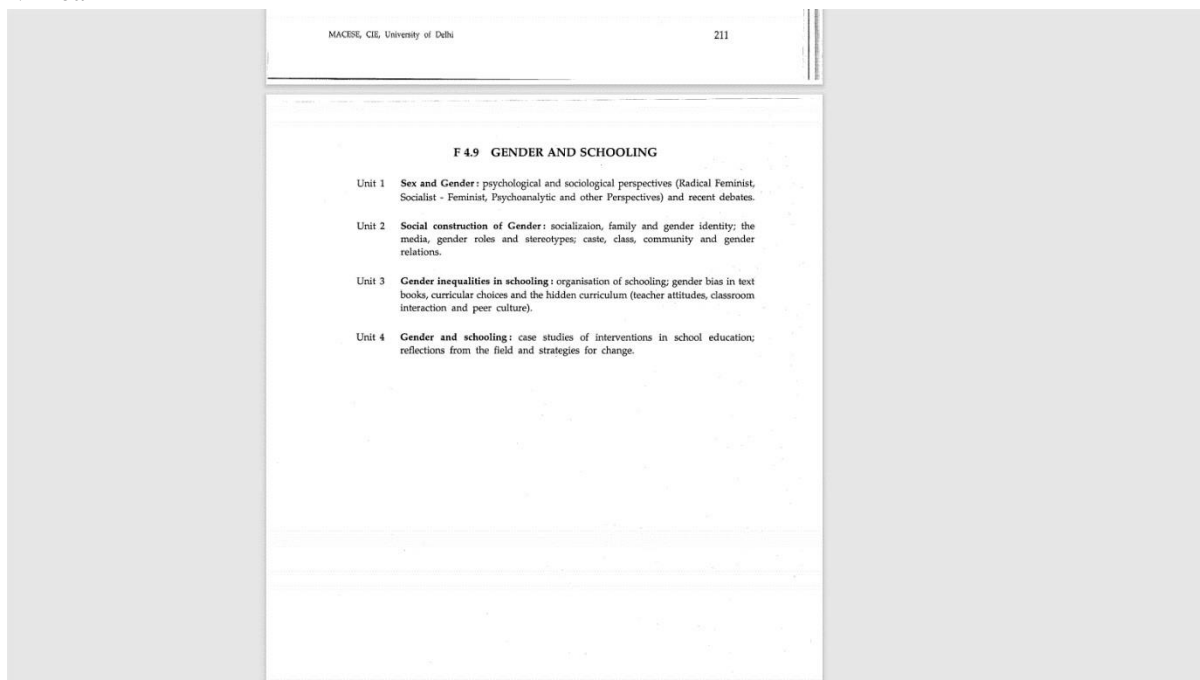 MACESE, CIE, University of Delhi 211
F 4.9 GENDER AND SCHOOLING
Unit 1 Sex and Gender : psychological and sociological perspectives (Radical Feminist,
Socialist - Feminist, Psychoanalytic and other Perspectives) and recent debates.
Unit 2 Social construction of Gender : socializaion, family and gender identity; the
media, gender roles and stereotypes; caste, class, community and gender
relations.
Unit 3 Gender inequalities in schooling : organisation of schooling; gender bias in text
books, curricular choices and the hidden curriculum (teacher attitudes, classroom
interaction and peer culture).
Unit 4 Gender and schooling : case studies of interventions in school education;
reflections from the field and strategies for change.